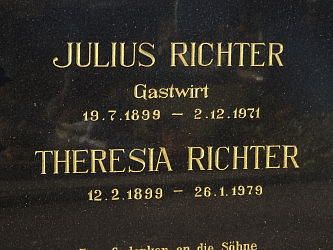 JULIUS RICHTER
Gastwirt
19.7.1899 – 2.12.1971
THERESIA RICHTER
12.2.1899 – 26.1.1979
an die Söhne